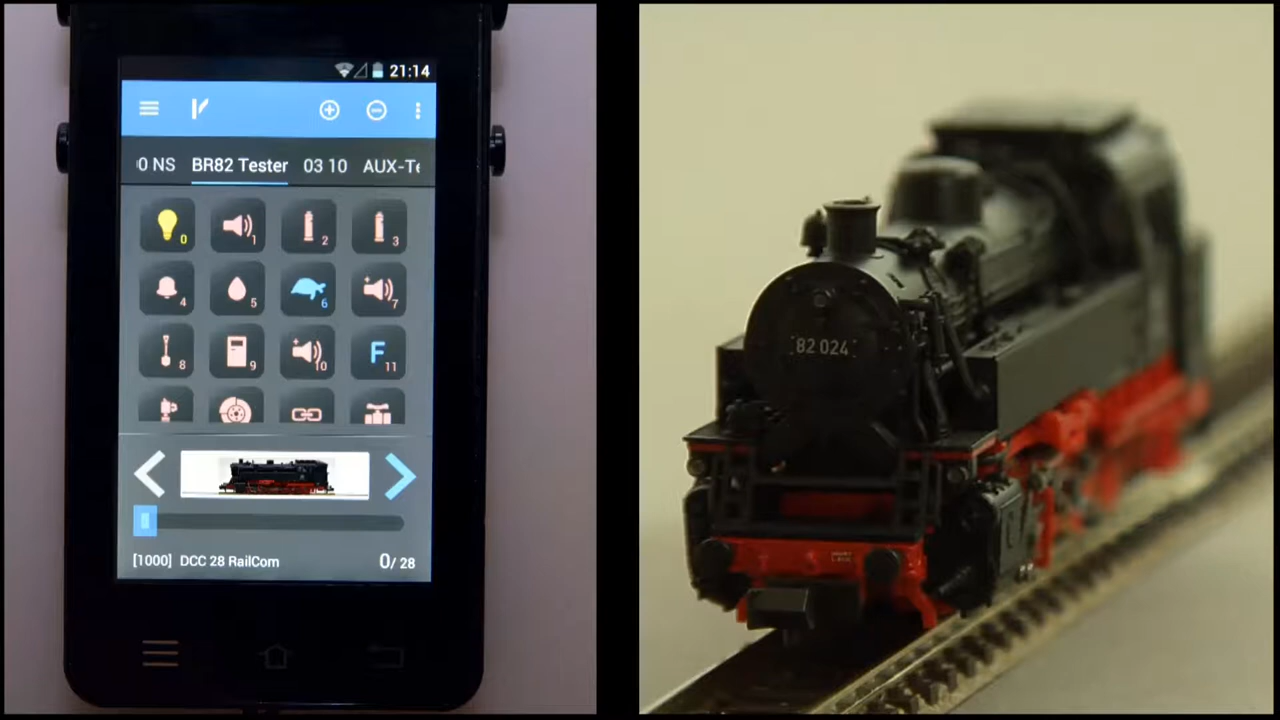 21:14
0 NS BR82 Tester 03 10 AUX-Te
0 1 2 3
4 5 6 7
8 9 10 F 11
[1000] DCC 28 RailCom 0/ 28
82 024